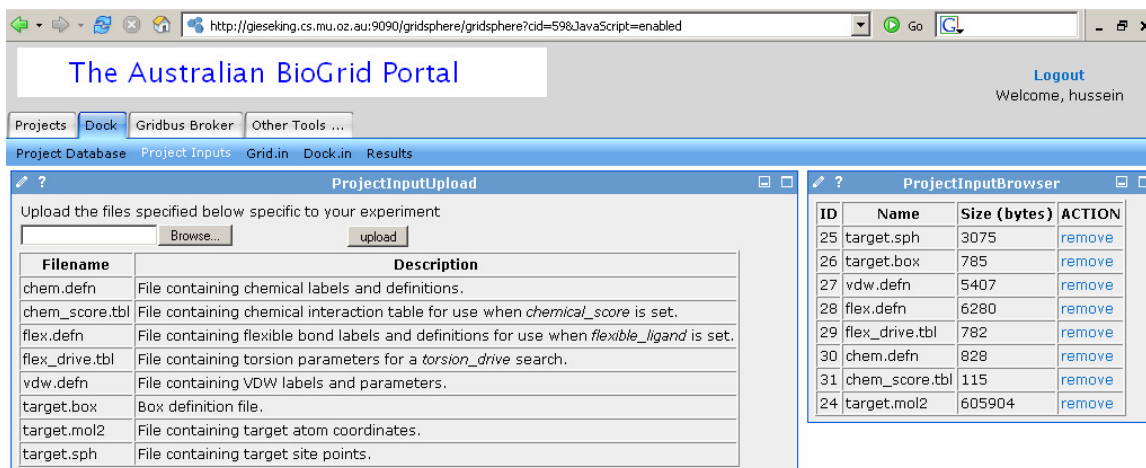 http://gieseking.cs.mu.oz.au:9090/gridsphere/gridsphere?cid=59&JavaScript=enabled Go G
The Australian BioGrid Portal
Logout
Welcome, hussein
Projects Dock Gridbus Broker Other Tools ...
Project Database Project Inputs Grid.in Dock.in Results
? ProjectInputUpload
Upload the files specified below specific to your experiment
Browse... upload
Filename Description
chem.defn File containing chemical labels and definitions.
chem_score.tbl File containing chemical interaction table for use when chemical_score is set.
flex.defn File containing flexible bond labels and definitions for use when flexible_ligand is set.
flex_drive.tbl File containing torsion parameters for a torsion_drive search.
vdw.defn File containing VDW labels and parameters.
target.box Box definition file.
target.mol2 File containing target atom coordinates.
target.sph File containing target site points.
? ProjectInputBrowser
ID Name Size (bytes) ACTION
25 target.sph 3075 remove
26 target.box 785 remove
27 vdw.defn 5407 remove
28 flex.defn 6280 remove
29 flex_drive.tbl 782 remove
30 chem.defn 828 remove
31 chem_score.tbl 115 remove
24 target.mol2 605904 remove